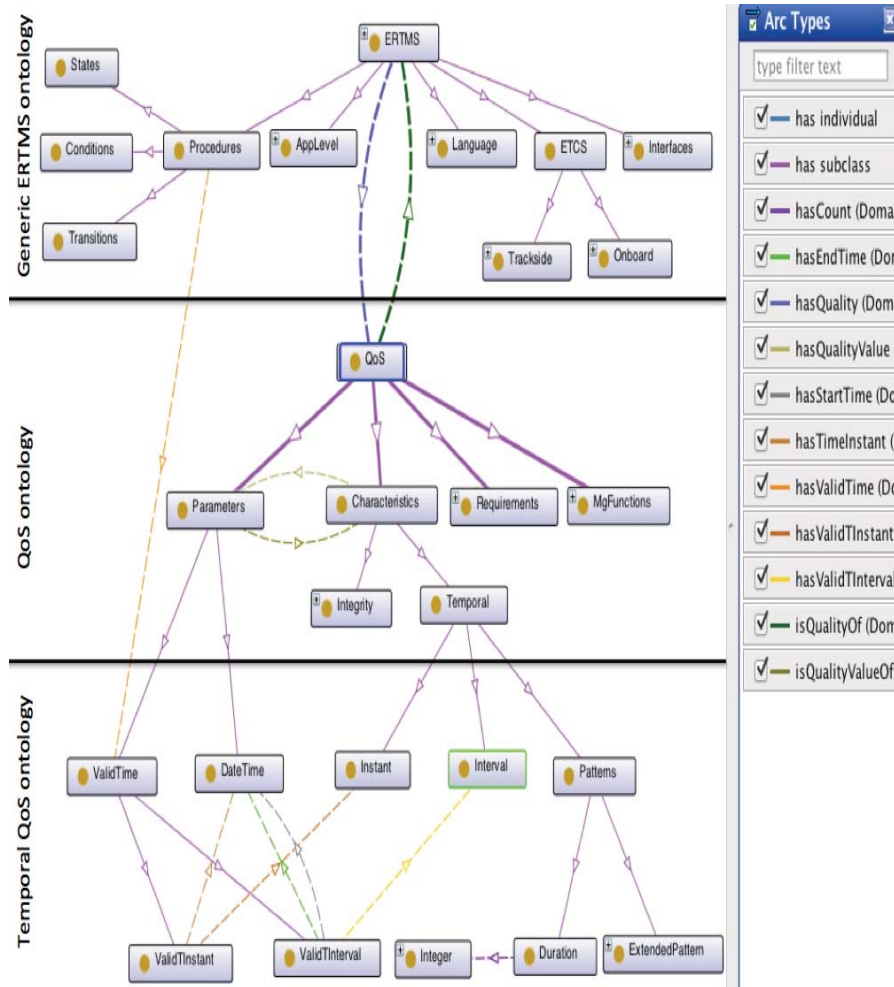 Generic ERTMS ontology
ERTMS
States
Conditions
Procedures
AppLevel
Language
ETCS
Interfaces
Transitions
Trackside
Onboard
QoS ontology
QoS
Parameters
Characteristics
Requirements
MgFunctions
Integrity
Temporal
Temporal QoS ontology
ValidTime
DateTime
Instant
Interval
Patterns
ValidTInstant
ValidTInterval
Integer
Duration
ExtendedPattern
Arc Types
type filter text
has individual
has subclass
hasCount (Doma
hasEndTime (Dor
hasQuality (Dom
hasQualityValue
hasStartTime (Do
hasTimeInstant (
hasValidTime (Do
hasValidTInstant
hasValidTInterval
isQualityOf (Dom
isQualityValueOf